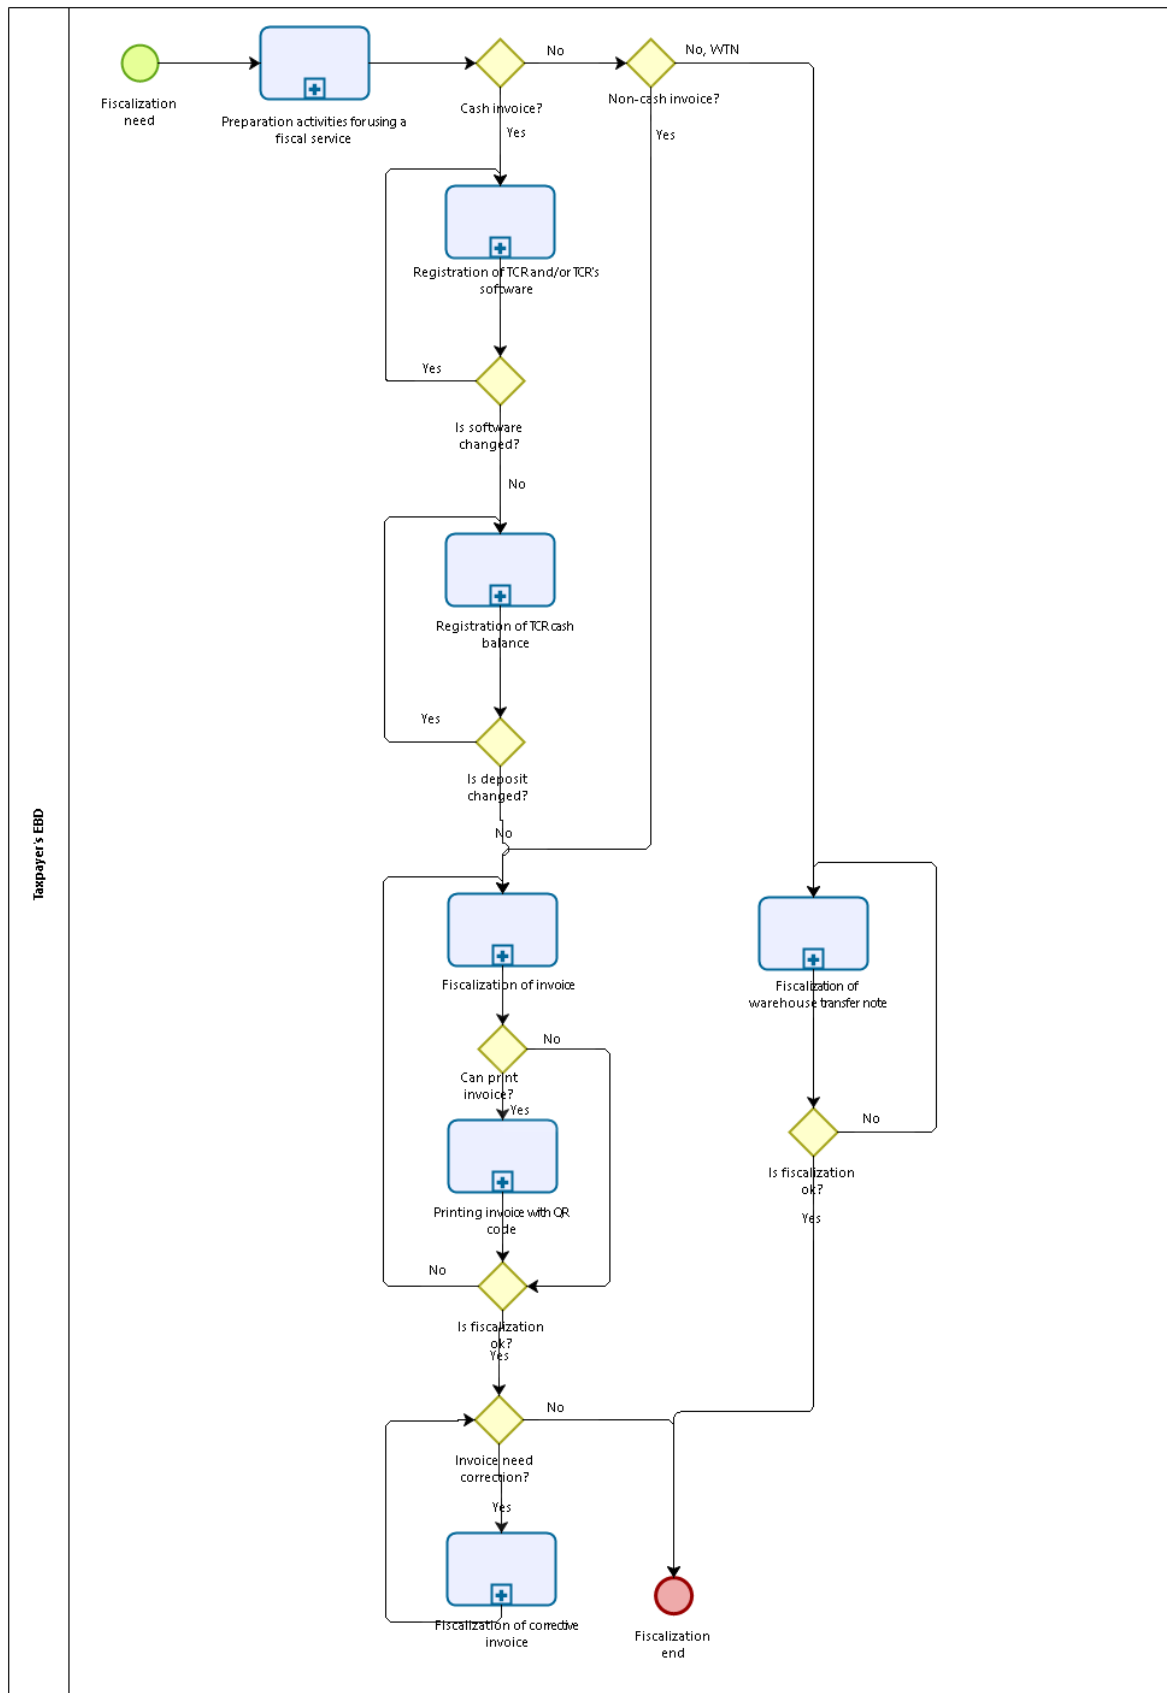 Taxpayer's EBD
Fiscalization
need
Preparation activities for using a
fiscal service
Cash invoice?
No
Non-cash invoice?
No, WTN
Yes
Yes
Registration of TCR and/or TCR's
software
Yes
Is software
changed?
No
Registration of TCR cash
balance
Yes
Is deposit
changed?
No
Fiscalization of invoice
Fiscalization of
warehouse transfer note
No
Can print
invoice?
Yes
No
Is fiscalization
ok?
Yes
Printing invoice with QR
code
No
Is fiscalization
ok?
Yes
No
Invoice need
correction?
Yes
Fiscalization of corrective
invoice
Fiscalization
end